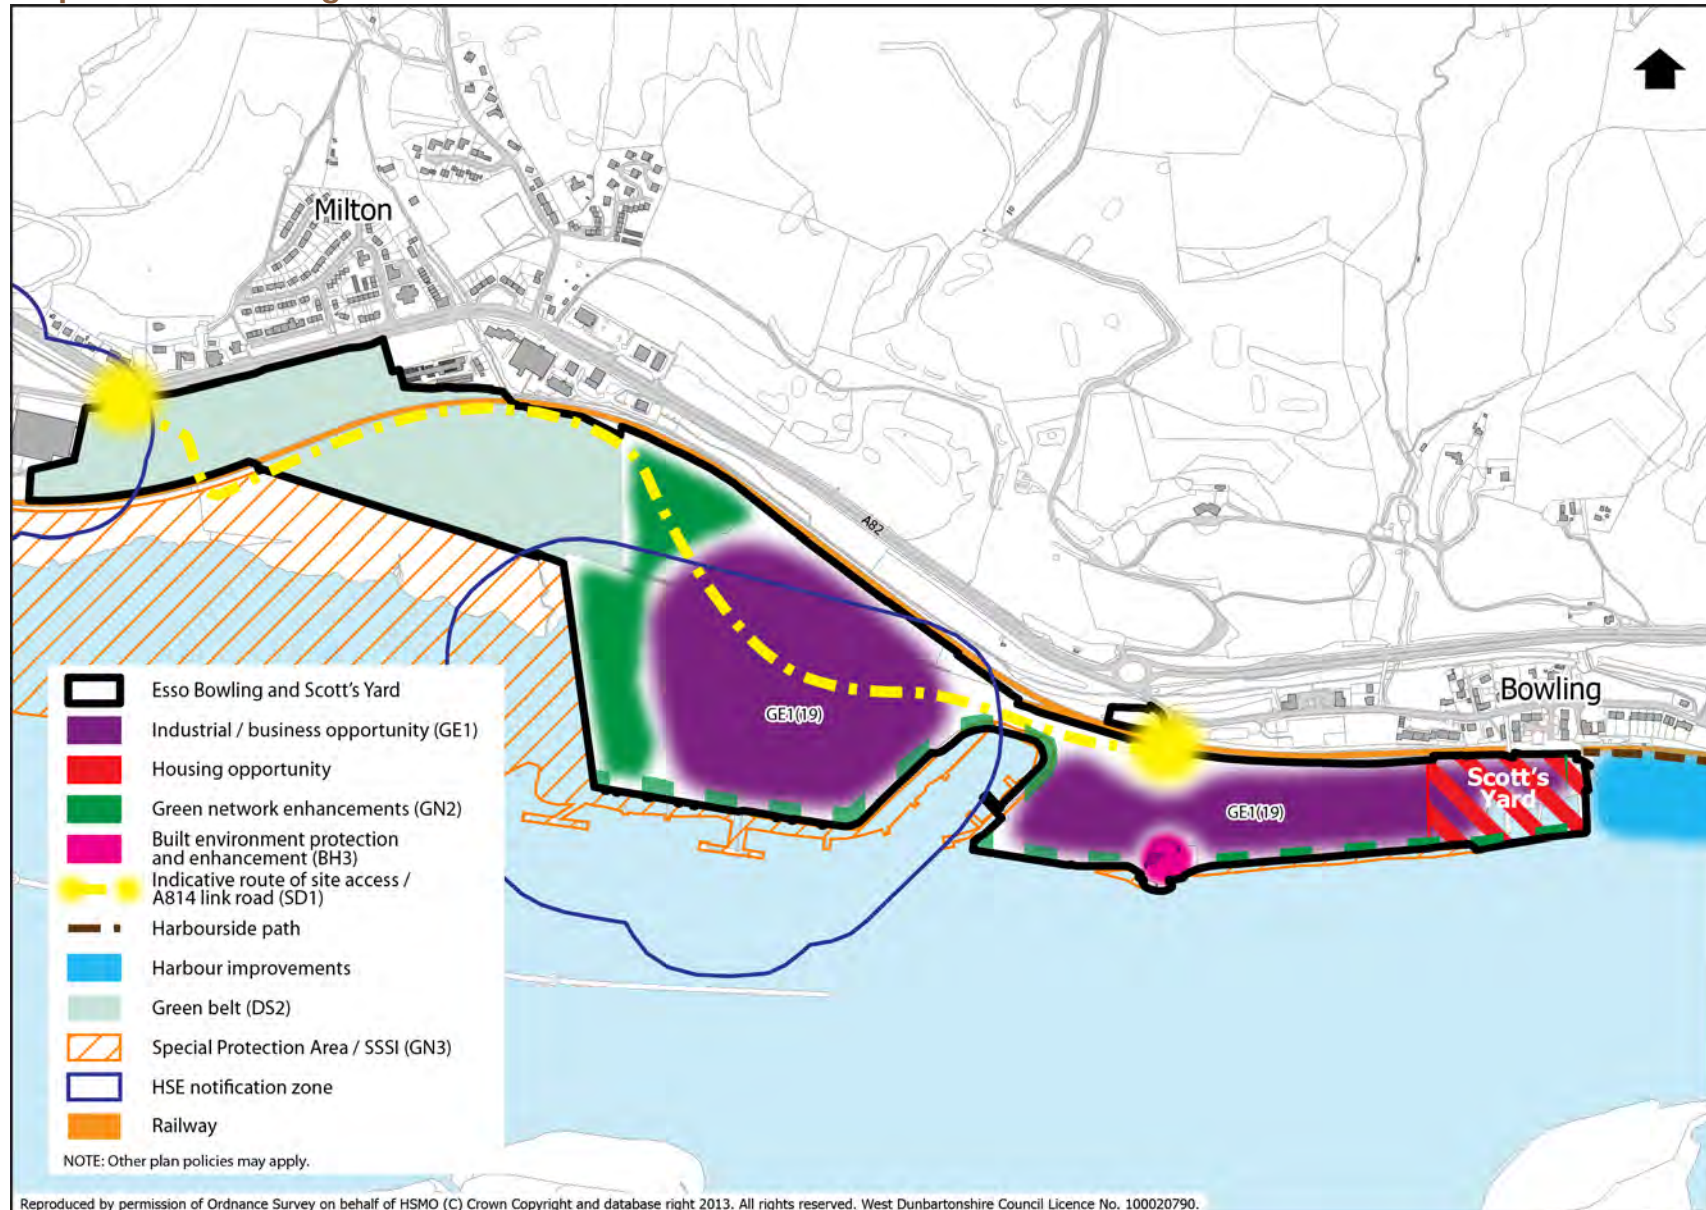 Milton
A82
Bowling
GE1(19)
GE1(19)
Scott's
Yard
Esso Bowling and Scott's Yard
Industrial / business opportunity (GE1)
Housing opportunity
Green network enhancements (GN2)
Built environment protection
and enhancement (BH3)
Indicative route of site access /
A814 link road (SD1)
Harbourside path
Harbour improvements
Green belt (DS2)
Special Protection Area / SSSI (GN3)
HSE notification zone
Railway
NOTE: Other plan policies may apply.
Reproduced by permission of Ordnance Survey on behalf of HSMO (C) Crown Copyright and database right 2013. All rights reserved. West Dunbartonshire Council Licence No. 100020790.